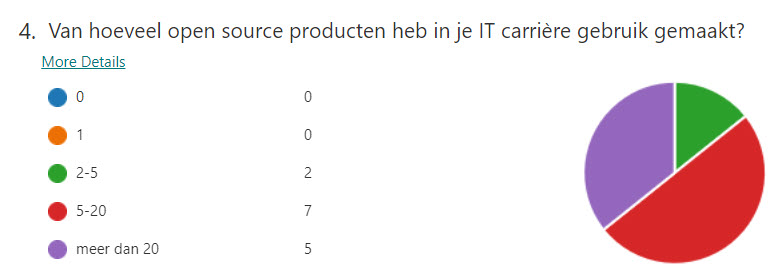 4. Van hoeveel open source producten heb in je IT carrière gebruik gemaakt?
More Details
0 0
1 0
2-5 2
5-20 7
meer dan 20 5